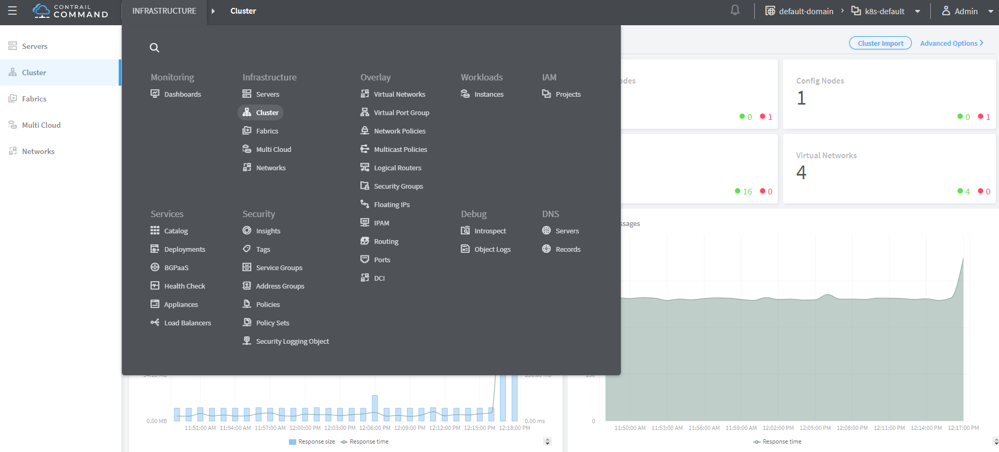 CONTRAIL
COMMAND
INFRASTRUCTURE
Cluster
default-domain
k8s-default
Admin
Servers
Cluster
Fabrics
Multi Cloud
Networks
Cluster Import
Advanced Options
Monitoring
Dashboards
Infrastructure
Servers
Cluster
Fabrics
Multi Cloud
Networks
Overlay
Virtual Networks
Virtual Port Group
Network Policies
Multicast Policies
Logical Routers
Security Groups
Floating IPs
IPAM
Routing
Ports
DCI
Workloads
Instances
IAM
Projects
Services
Catalog
Deployments
BGPaaS
Health Check
Appliances
Load Balancers
Security
Insights
Tags
Service Groups
Address Groups
Policies
Policy Sets
Security Logging Object
Debug
Introspect
Object Logs
DNS
Servers
Records
0 1
Config Nodes
1
0 1
16 0
Virtual Networks
4
4 0
0.00 MB
0.00 ms
11:51:00 AM 11:54:00 AM 11:57:00 AM 12:00:00 PM 12:03:00 PM 12:06:00 PM 12:09:00 PM 12:12:00 PM 12:15:00 PM 12:18:00 PM
Response size Response time
0
11:50:00 AM 11:53:00 AM 11:56:00 AM 11:59:00 AM 12:02:00 PM 12:05:00 PM 12:08:00 PM 12:11:00 PM 12:14:00 PM 12:17:00 PM
Response time